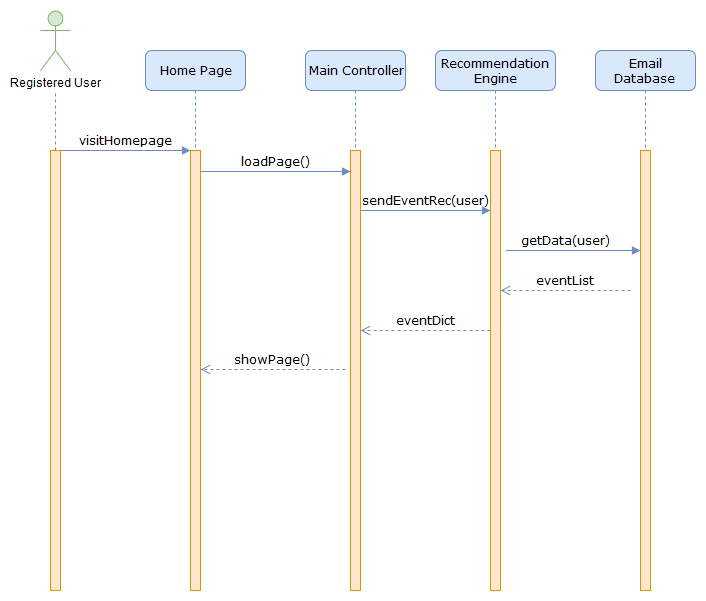 Registered User
Home Page
Main Controller
Recommendation
Engine
Email
Database
visitHomepage
loadPage()
sendEventRec(user)
getData(user)
eventList
eventDict
showPage()